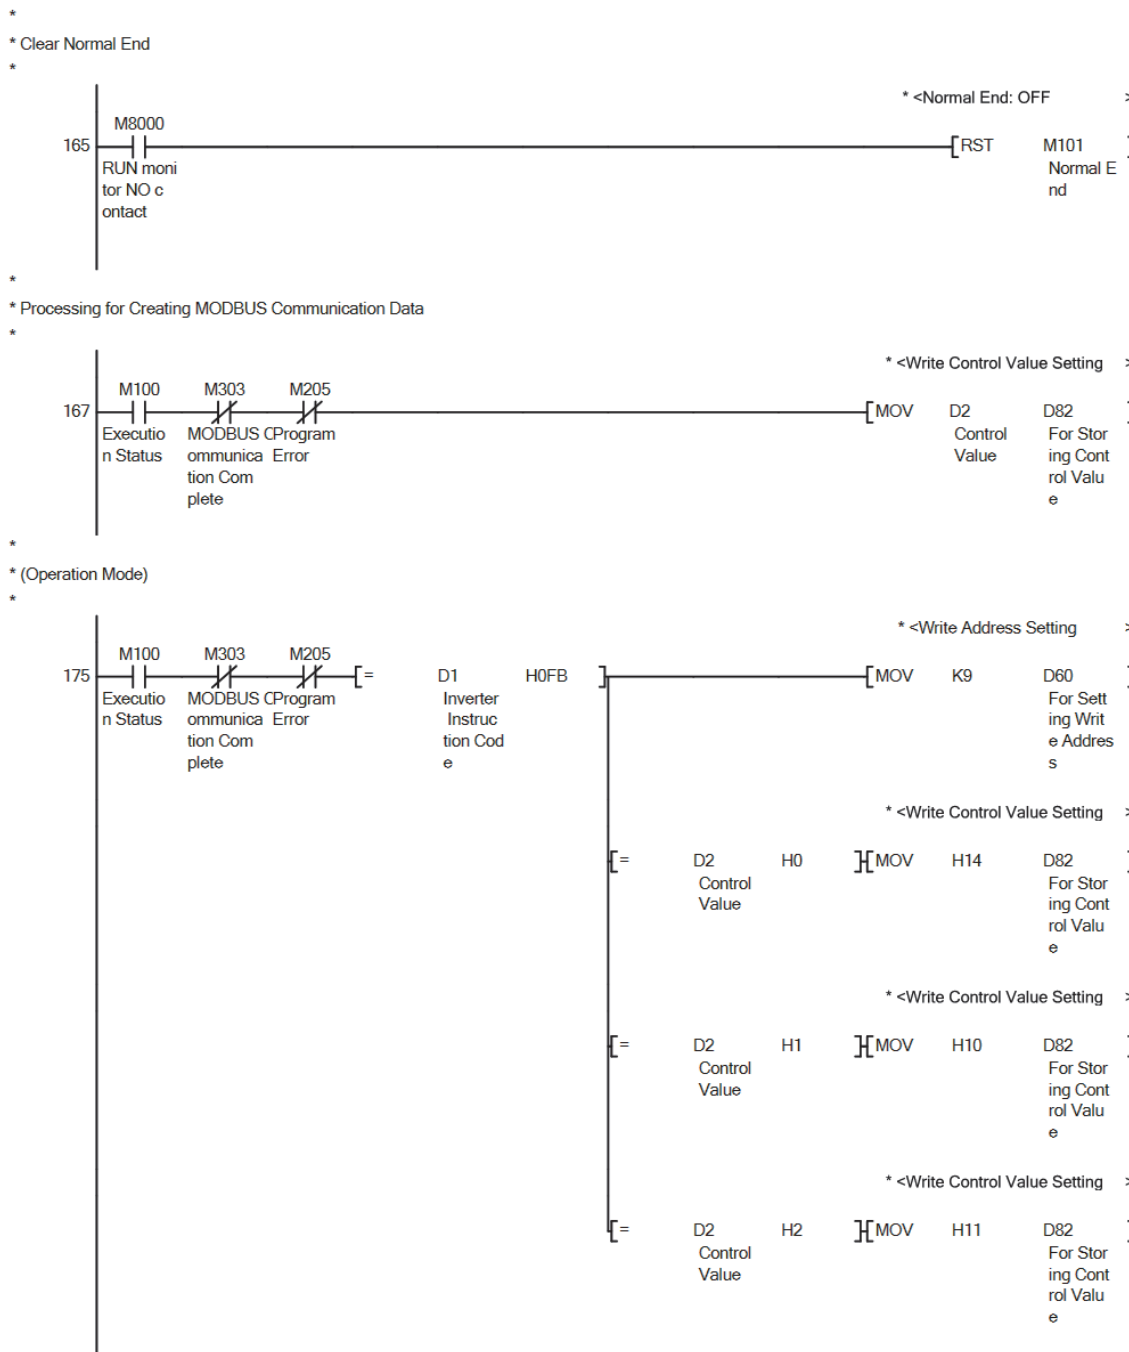 *
* Clear Normal End
*
* <Normal End: OFF >
M8000
165 [RST M101 ]
RUN moni Normal E
tor NO c nd
ontact
*
* Processing for Creating MODBUS Communication Data
*
* <Write Control Value Setting >
M100 M303 M205
167 [MOV D2 D82 ]
Executio MODBUS C Program Control For Stor
n Status ommunica Error Value ing Cont
tion Com rol Valu
plete e
*
* (Operation Mode)
*
* <Write Address Setting >
M100 M303 M205
175 [= D1 H0FB ] [MOV K9 D60 ]
Executio MODBUS C Program Inverter For Sett
n Status ommunica Error Instruc ing Writ
tion Com tion Cod e Addres
plete e s
* <Write Control Value Setting >
[= D2 H0 ] [MOV H14 D82 ]
Control For Stor
Value ing Cont
rol Valu
e
* <Write Control Value Setting >
[= D2 H1 ] [MOV H10 D82 ]
Control For Stor
Value ing Cont
rol Valu
e
* <Write Control Value Setting >
[= D2 H2 ] [MOV H11 D82 ]
Control For Stor
Value ing Cont
rol Valu
e